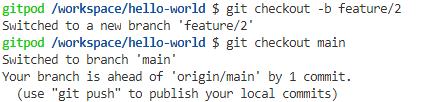 gitpod /workspace/hello-world $ git checkout -b feature/2
Switched to a new branch 'feature/2'
gitpod /workspace/hello-world $ git checkout main
Switched to branch 'main'
Your branch is ahead of 'origin/main' by 1 commit.
  (use "git push" to publish your local commits)